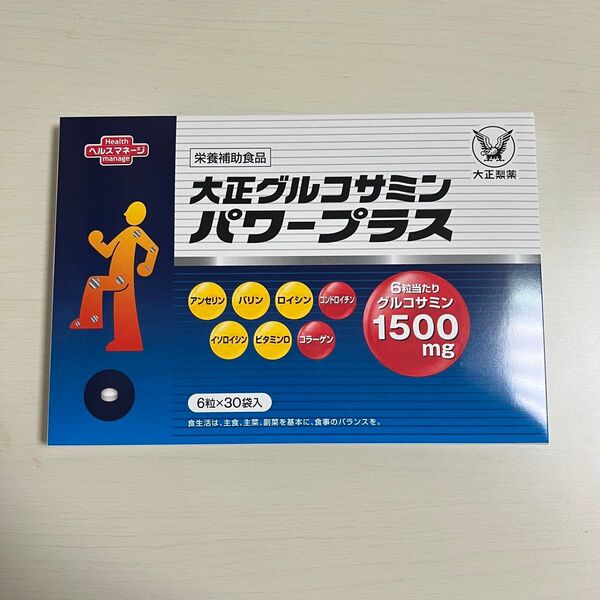 Health
ヘルスマネージ
manage
栄養補助食品
大正製薬
大正グルコサミン
パワープラス
アンセリン
バリン
ロイシン
コンドロイチン
イソロイシン
ビタミンD
コラーゲン
6粒当たり
グルコサミン
1500
mg
6粒×30袋入
食生活は、主食、主菜、副菜を基本に、食事のバランスを。